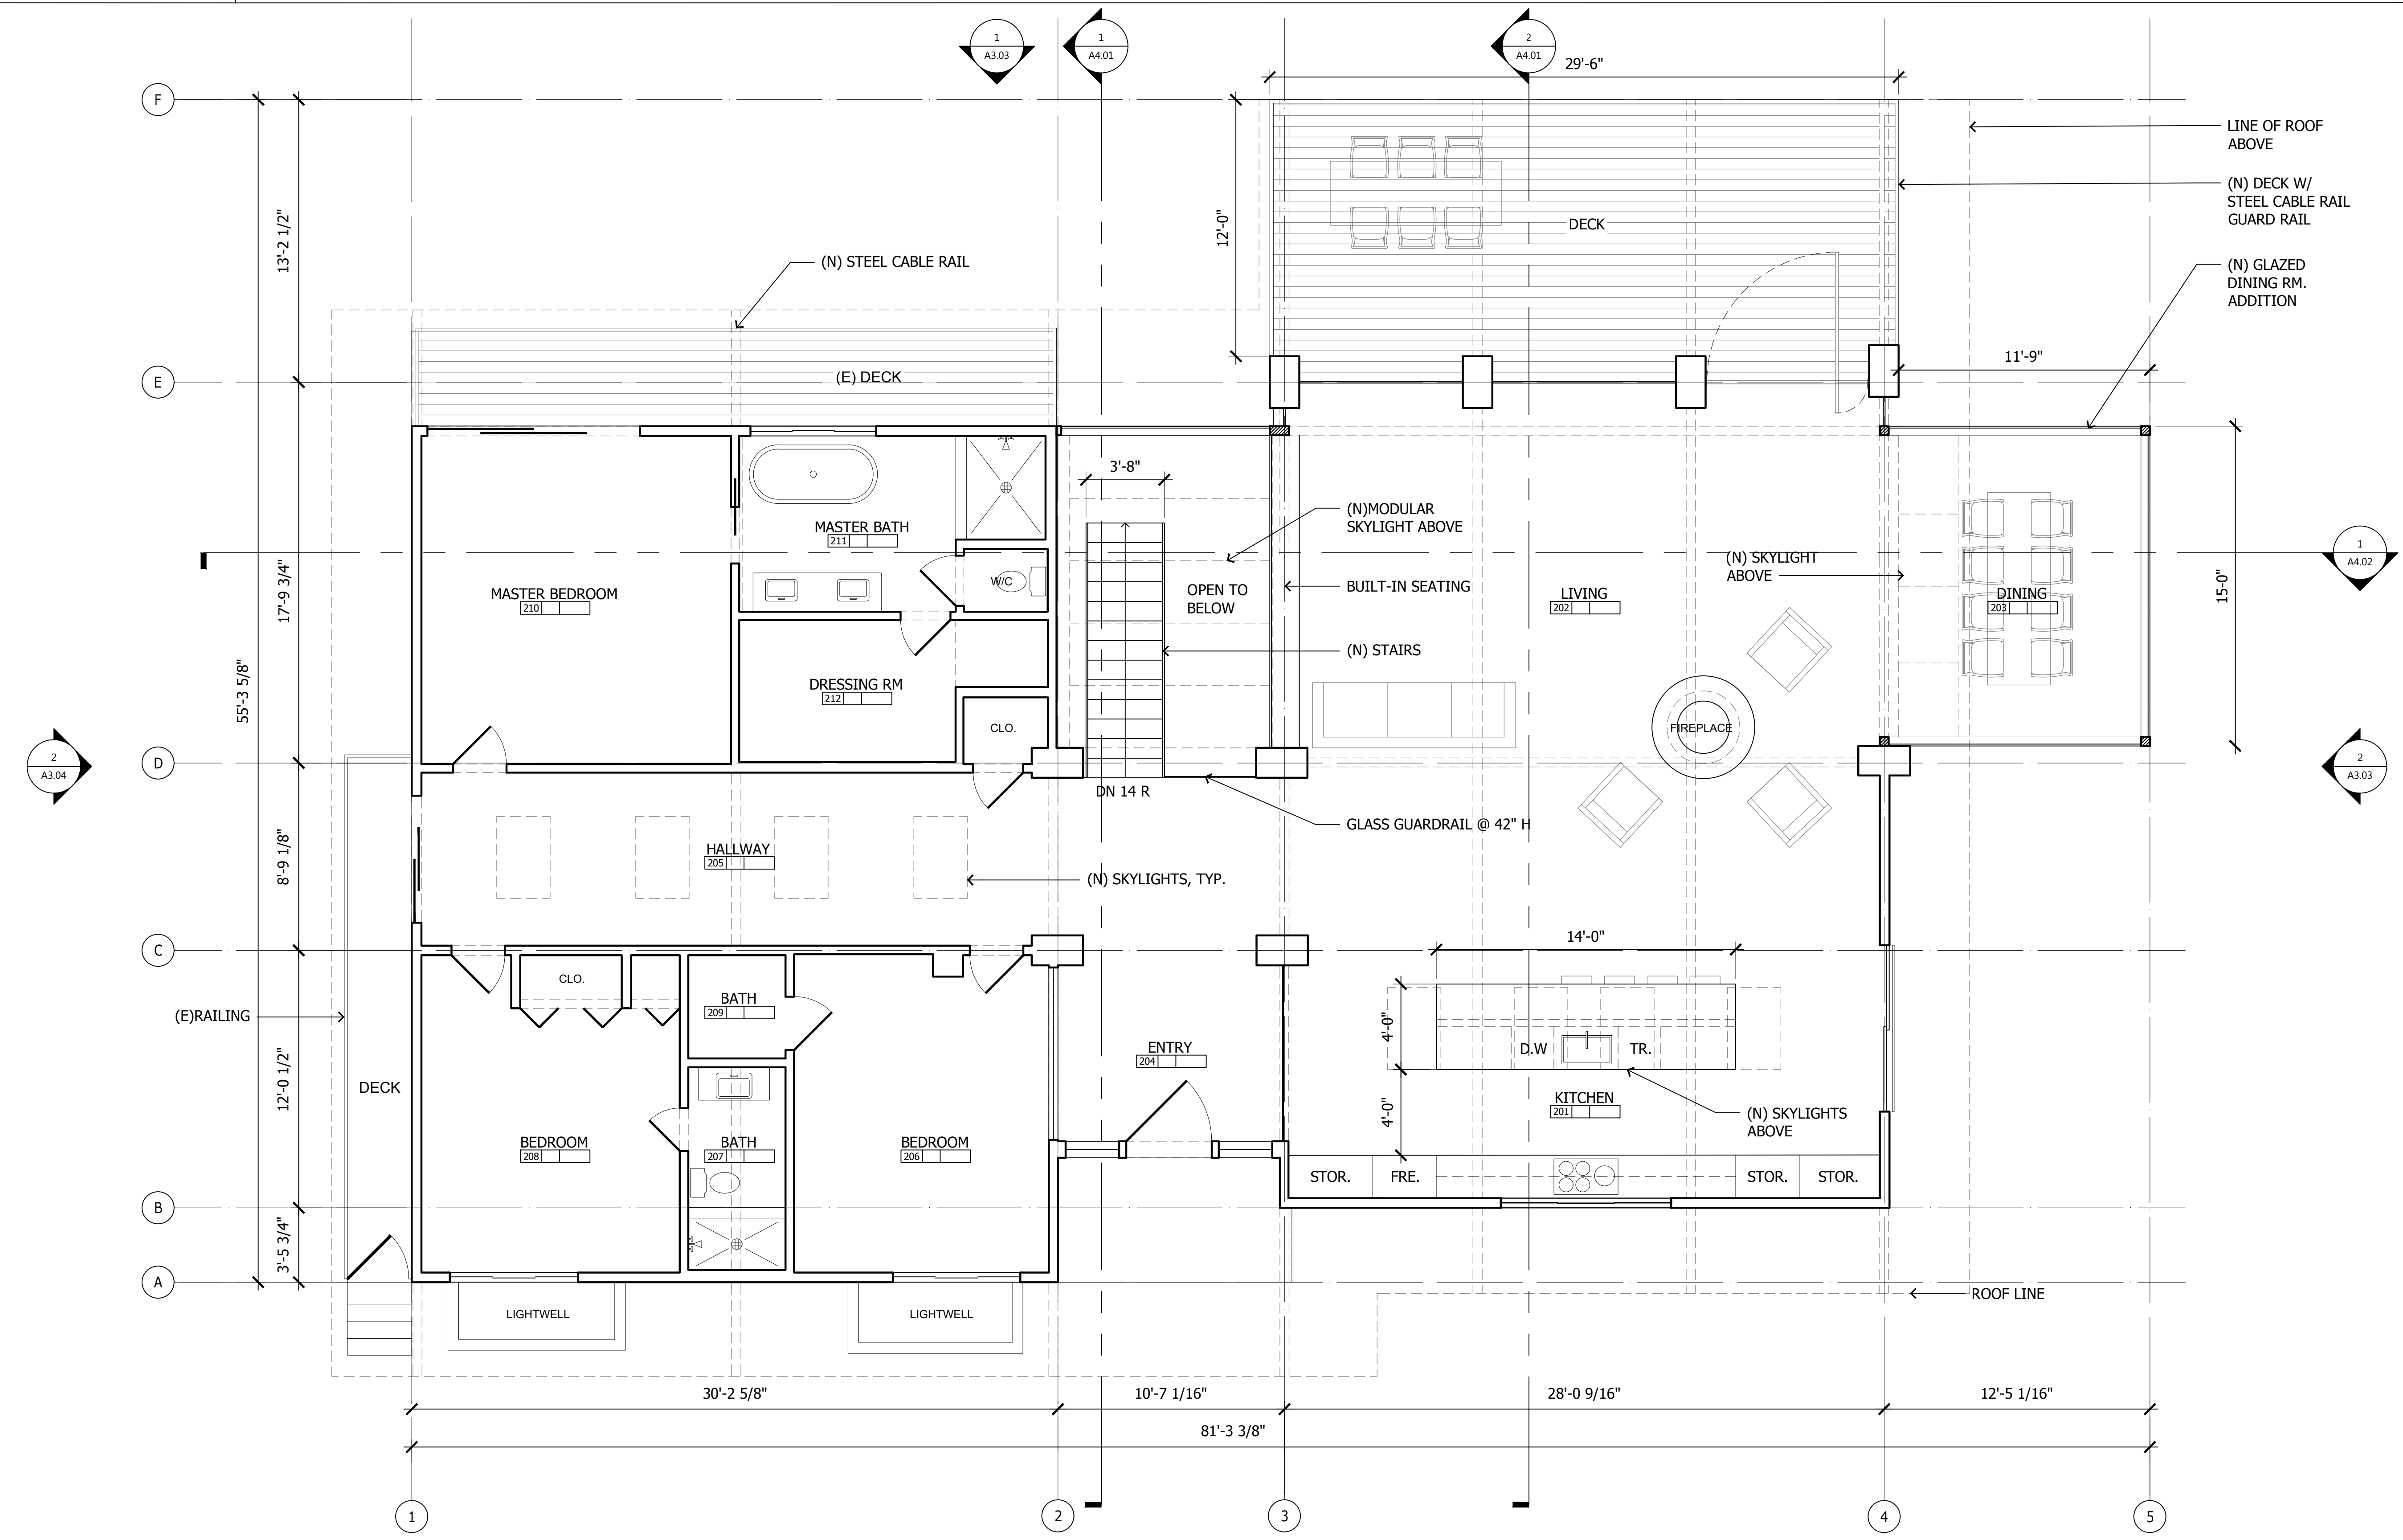 1
A3.03
1
A4.01
2
A4.01
29'-6"
F
LINE OF ROOF
ABOVE
(N) DECK W/
STEEL CABLE RAIL
GUARD RAIL
12'-0"
DECK
13'-2 1/2"
(N) STEEL CABLE RAIL
(N) GLAZED
DINING RM.
ADDITION
11'-9"
E
(E) DECK
3'-8"
(N)MODULAR
SKYLIGHT ABOVE
MASTER BATH
211
1
A4.02
(N) SKYLIGHT
ABOVE
W/C
BUILT-IN SEATING
OPEN TO
BELOW
MASTER BEDROOM
210
LIVING
202
DINING
203
17'-9 3/4"
15'-0"
(N) STAIRS
55'-3 5/8"
DRESSING RM
212
CLO.
FIREPLACE
2
A3.04
D
2
A3.03
DN 14 R
GLASS GUARDRAIL @ 42" H
8'-9 1/8"
HALLWAY
205
(N) SKYLIGHTS, TYP.
C
14'-0"
CLO.
BATH
209
(E)RAILING
4'-0"
ENTRY
204
D.W
TR.
DECK
12'-0 1/2"
4'-0"
KITCHEN
201
(N) SKYLIGHTS
ABOVE
BEDROOM
208
BATH
207
BEDROOM
206
STOR.
FRE.
STOR.
STOR.
B
3'-5 3/4"
A
ROOF LINE
LIGHTWELL
LIGHTWELL
30'-2 5/8"
10'-7 1/16"
28'-0 9/16"
12'-5 1/16"
81'-3 3/8"
1
2
3
4
5